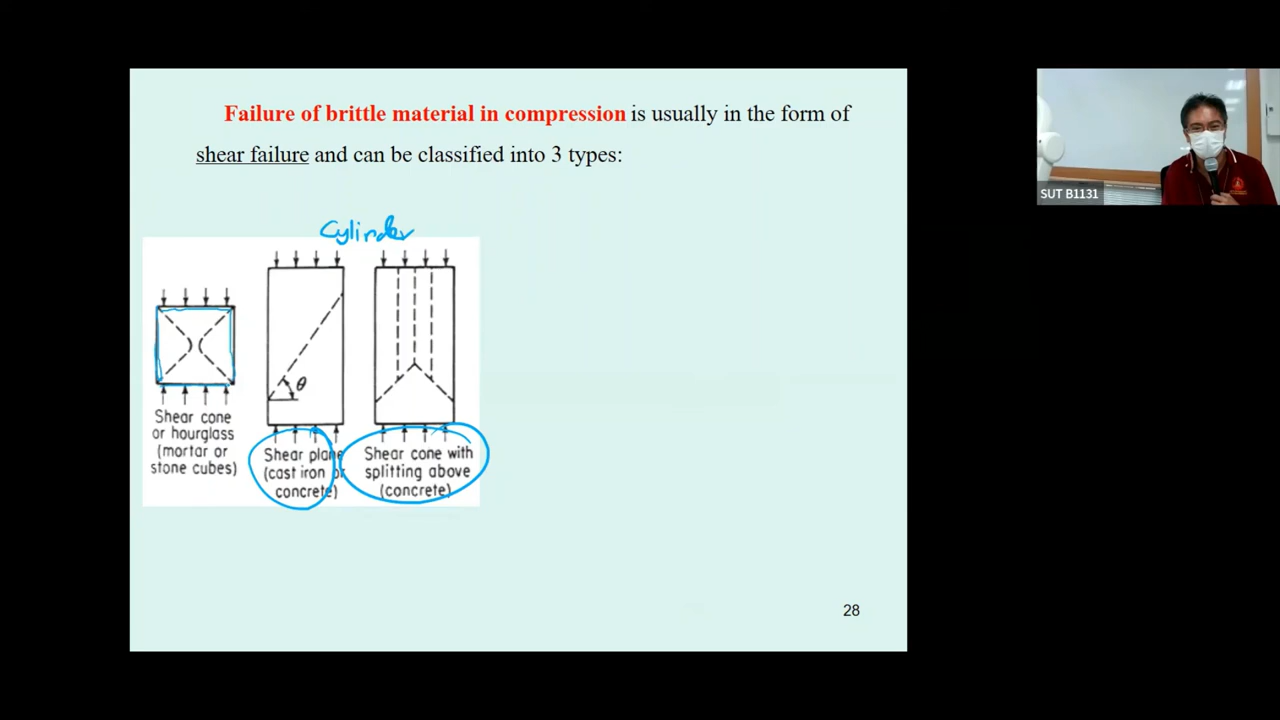 Failure of brittle material in compression is usually in the form of
shear failure and can be classified into 3 types:
Cylinder
θ
Shear cone
or hourglass
(mortar or
stone cubes)
Shear plane
(cast iron or
concrete)
Shear cone with
splitting above
(concrete)
28
SUT B1131